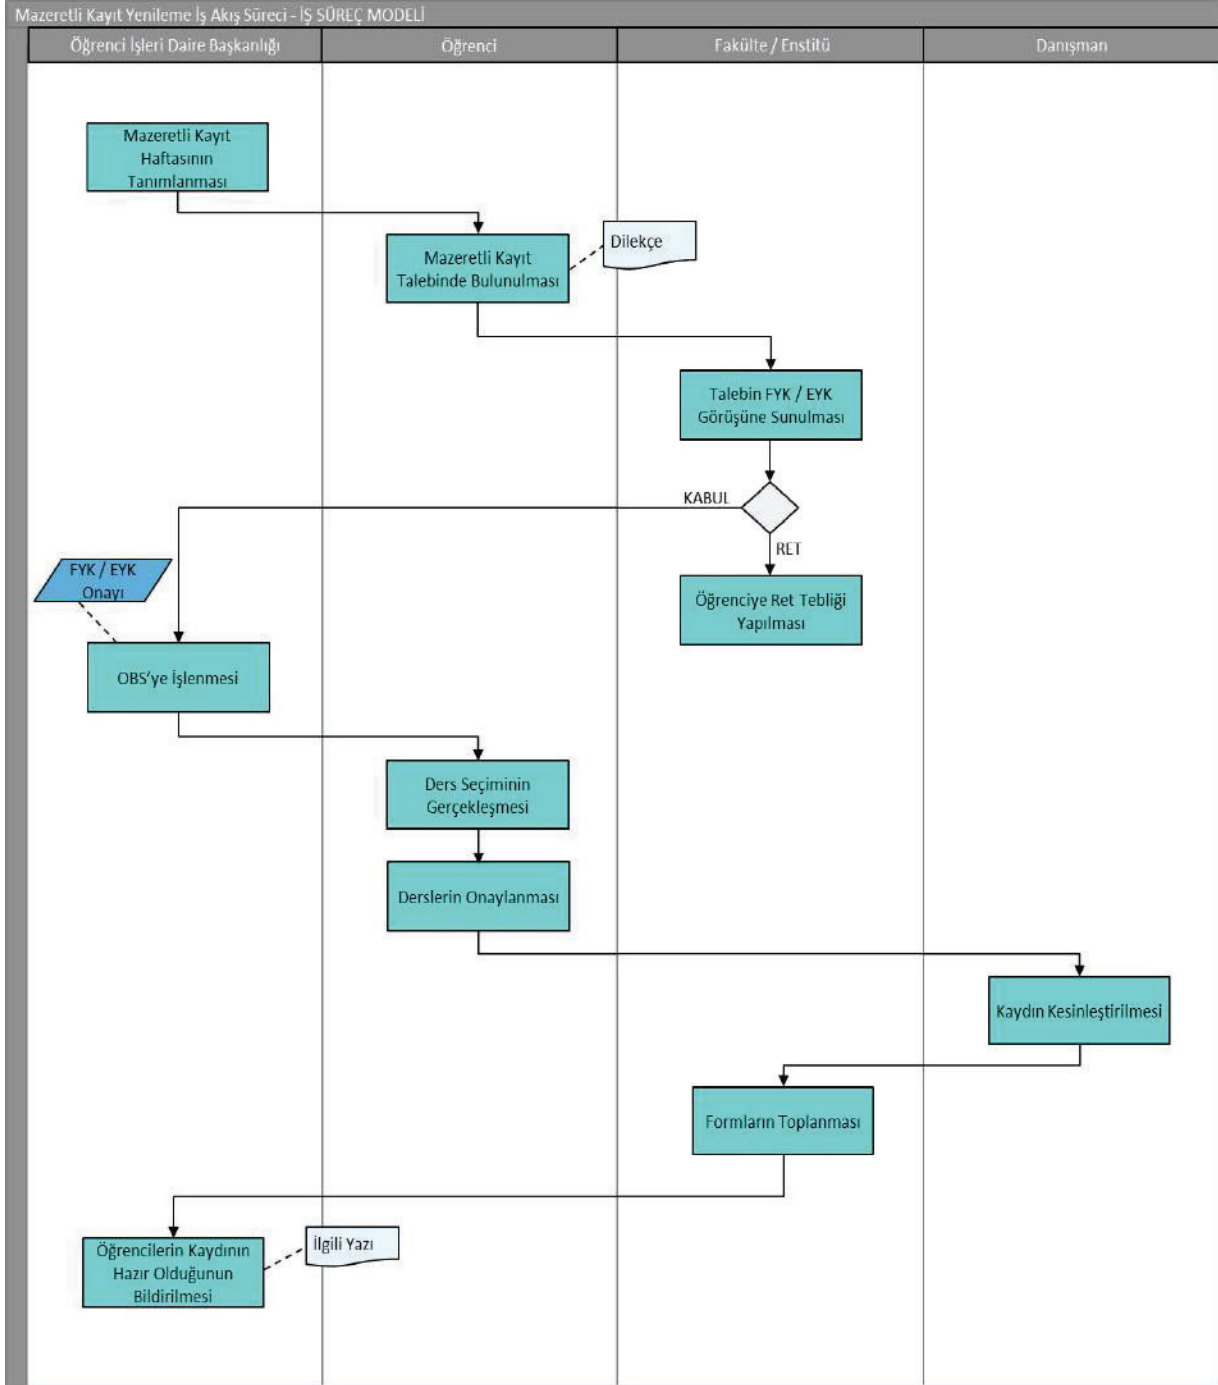 Mazeretli Kayıt Yenileme İş Akış Süreci - İŞ SÜREÇ MODELİ
Öğrenci İşleri Daire Başkanlığı
Öğrenci
Fakülte / Enstitü
Danışman
Mazeretli Kayıt
Haftasının
Tanımlanması
Mazeretli Kayıt
Talebinde Bulunulması
Dilekçe
Talebin FYK / EYK
Görüşüne Sunulması
KABUL
RET
FYK / EYK
Onayı
Öğrenciye Ret Tebliği
Yapılması
OBS'ye İşlenmesi
Ders Seçiminin
Gerçekleşmesi
Derslerin Onaylanması
Kaydın Kesinleştirilmesi
Formların Toplanması
Öğrencilerin Kaydının
Hazır Olduğunun
Bildirilmesi
İlgili Yazı